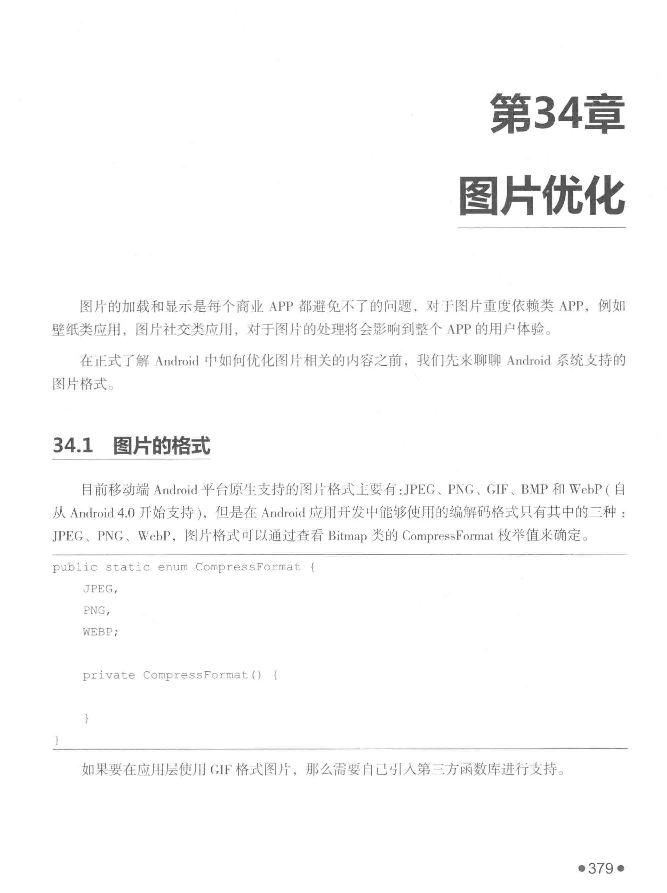 第34章
图片优化
图片的加载和显示是每个商业 APP 都避免不了的问题，对于图片重度依赖类 APP，例如
壁纸类应用，图片社交类应用，对于图片的处理将会影响到整个 APP 的用户体验。
在正式了解 Android 中如何优化图片相关的内容之前，我们先来聊聊 Android 系统支持的
图片格式。
34.1 图片的格式
目前移动端 Android 平台原生支持的图片格式主要有：JPEG、PNG、GIF、BMP 和 WebP（自
从 Android 4.0 开始支持），但是在 Android 应用开发中能够使用的编解码格式只有其中的三种：
JPEG、PNG、WebP，图片格式可以通过查看 Bitmap 类的 CompressFormat 枚举值来确定。
public static enum CompressFormat {
JPEG,
PNG,
WEBP;
private CompressFormat() {
}
}
如果要在应用层使用 GIF 格式图片，那么需要自己引入第三方函数库进行支持。
●379●